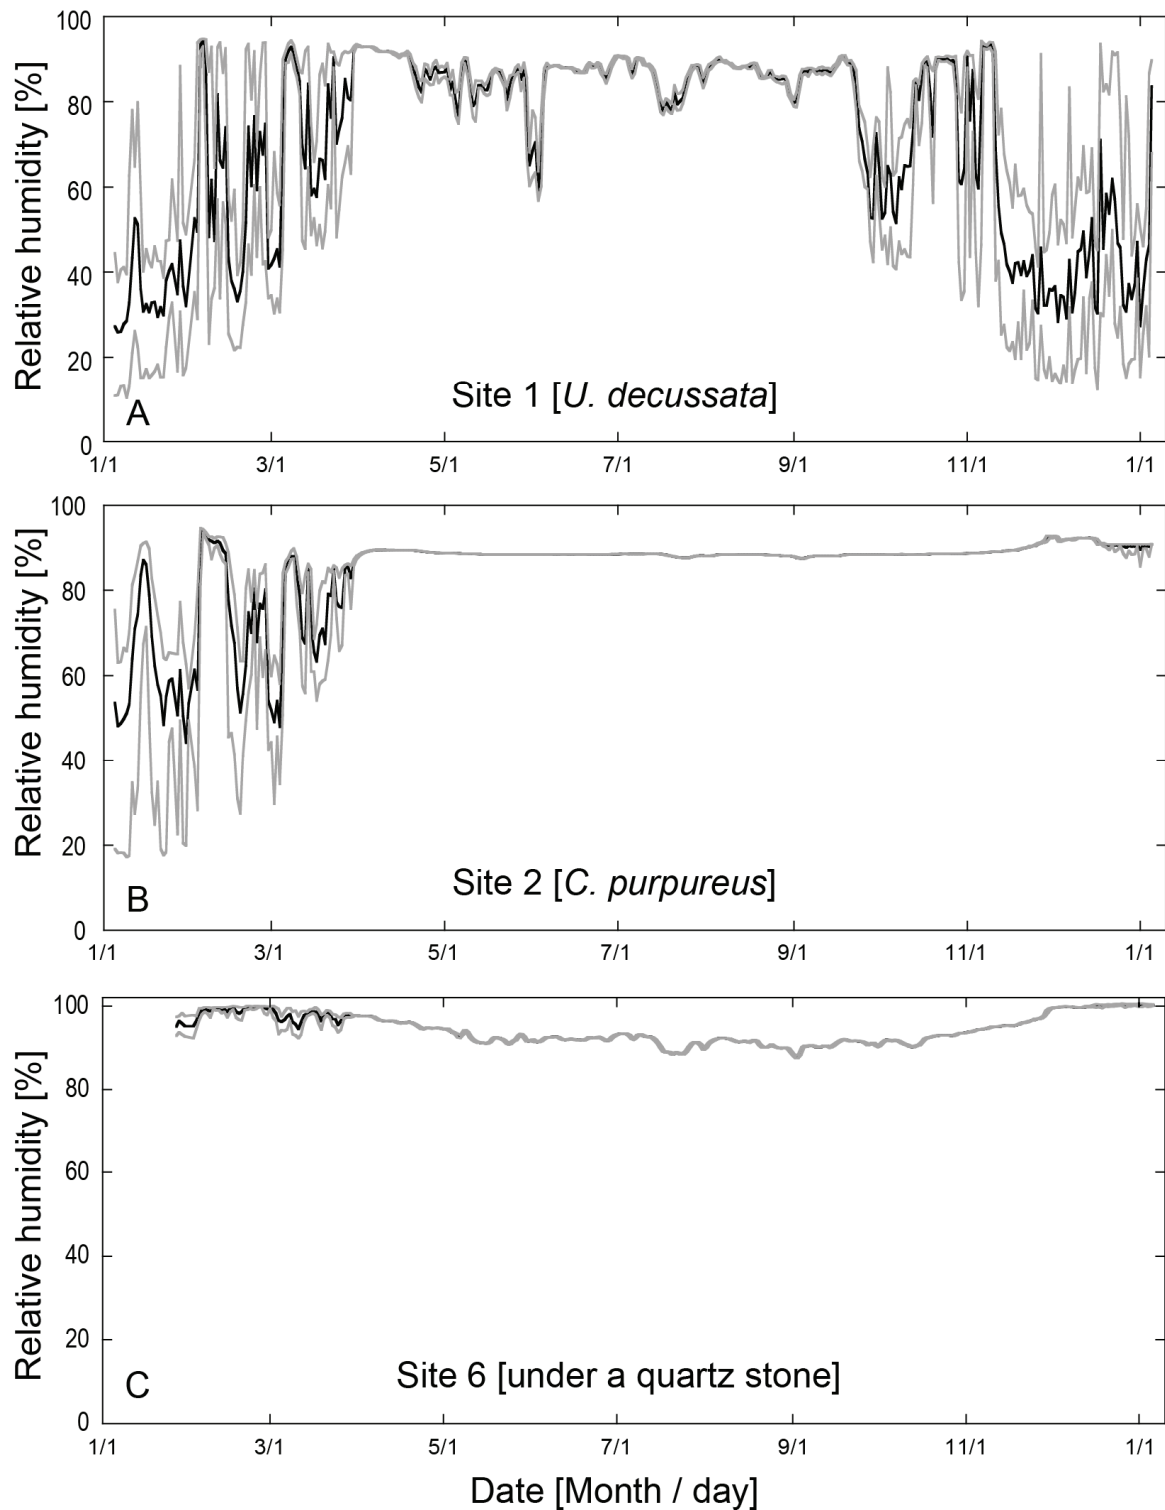 100
80
60
40
20
0
Relative humidity [%]
A
Site 1 [U. decussata]
1/1 3/1 5/1 7/1 9/1 11/1 1/1
100
80
60
40
20
0
Relative humidity [%]
B
Site 2 [C. purpureus]
1/1 3/1 5/1 7/1 9/1 11/1 1/1
100
80
60
40
20
0
Relative humidity [%]
C
Site 6 [under a quartz stone]
1/1 3/1 5/1 7/1 9/1 11/1 1/1
Date [Month / day]